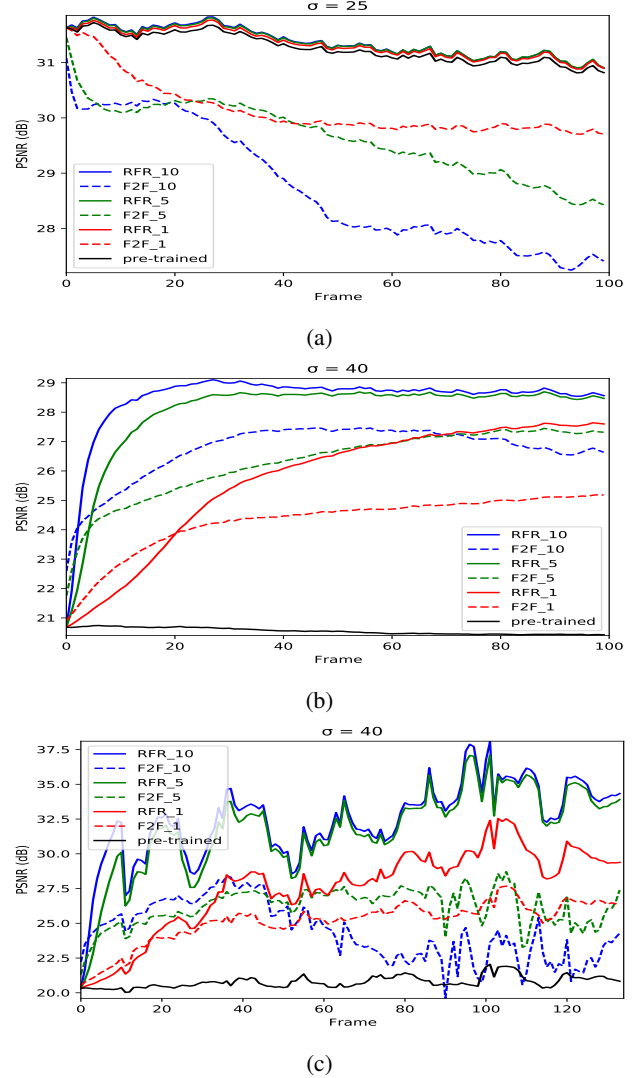 σ = 25
PSNR (dB)
31
30
29
28
RFR_10
F2F_10
RFR_5
F2F_5
RFR_1
F2F_1
pre-trained
0 20 40 60 80 100
Frame
(a)
σ = 40
PSNR (dB)
29
28
27
26
25
24
23
22
21
RFR_10
F2F_10
RFR_5
F2F_5
RFR_1
F2F_1
pre-trained
0 20 40 60 80 100
Frame
(b)
σ = 40
PSNR (dB)
37.5
35.0
32.5
30.0
27.5
25.0
22.5
20.0
RFR_10
F2F_10
RFR_5
F2F_5
RFR_1
F2F_1
pre-trained
0 20 40 60 80 100 120
Frame
(c)